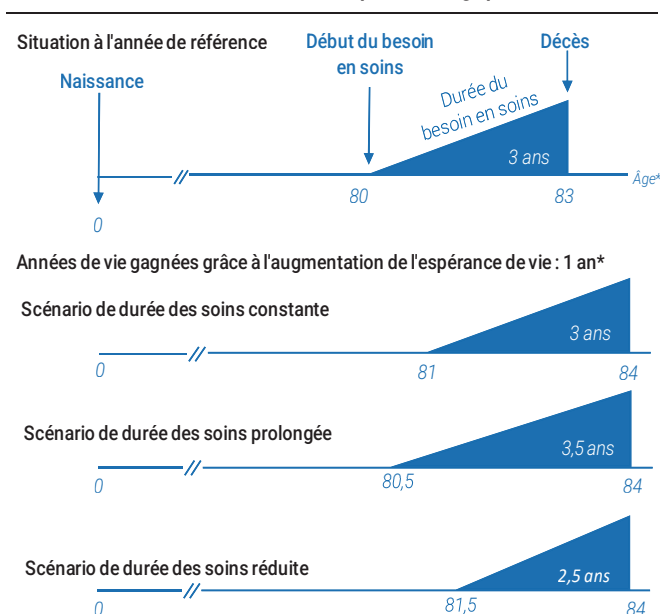 Situation à l'année de référence
Début du besoin
en soins
Décès
Naissance
Durée du
besoin en soins
3 ans
Âge*
80
83
0
Années de vie gagnées grâce à l'augmentation de l'espérance de vie : 1 an*
Scénario de durée des soins constante
3 ans
0
81
84
Scénario de durée des soins prolongée
3,5 ans
0
80,5
84
Scénario de durée des soins réduite
2,5 ans
0
81,5
84